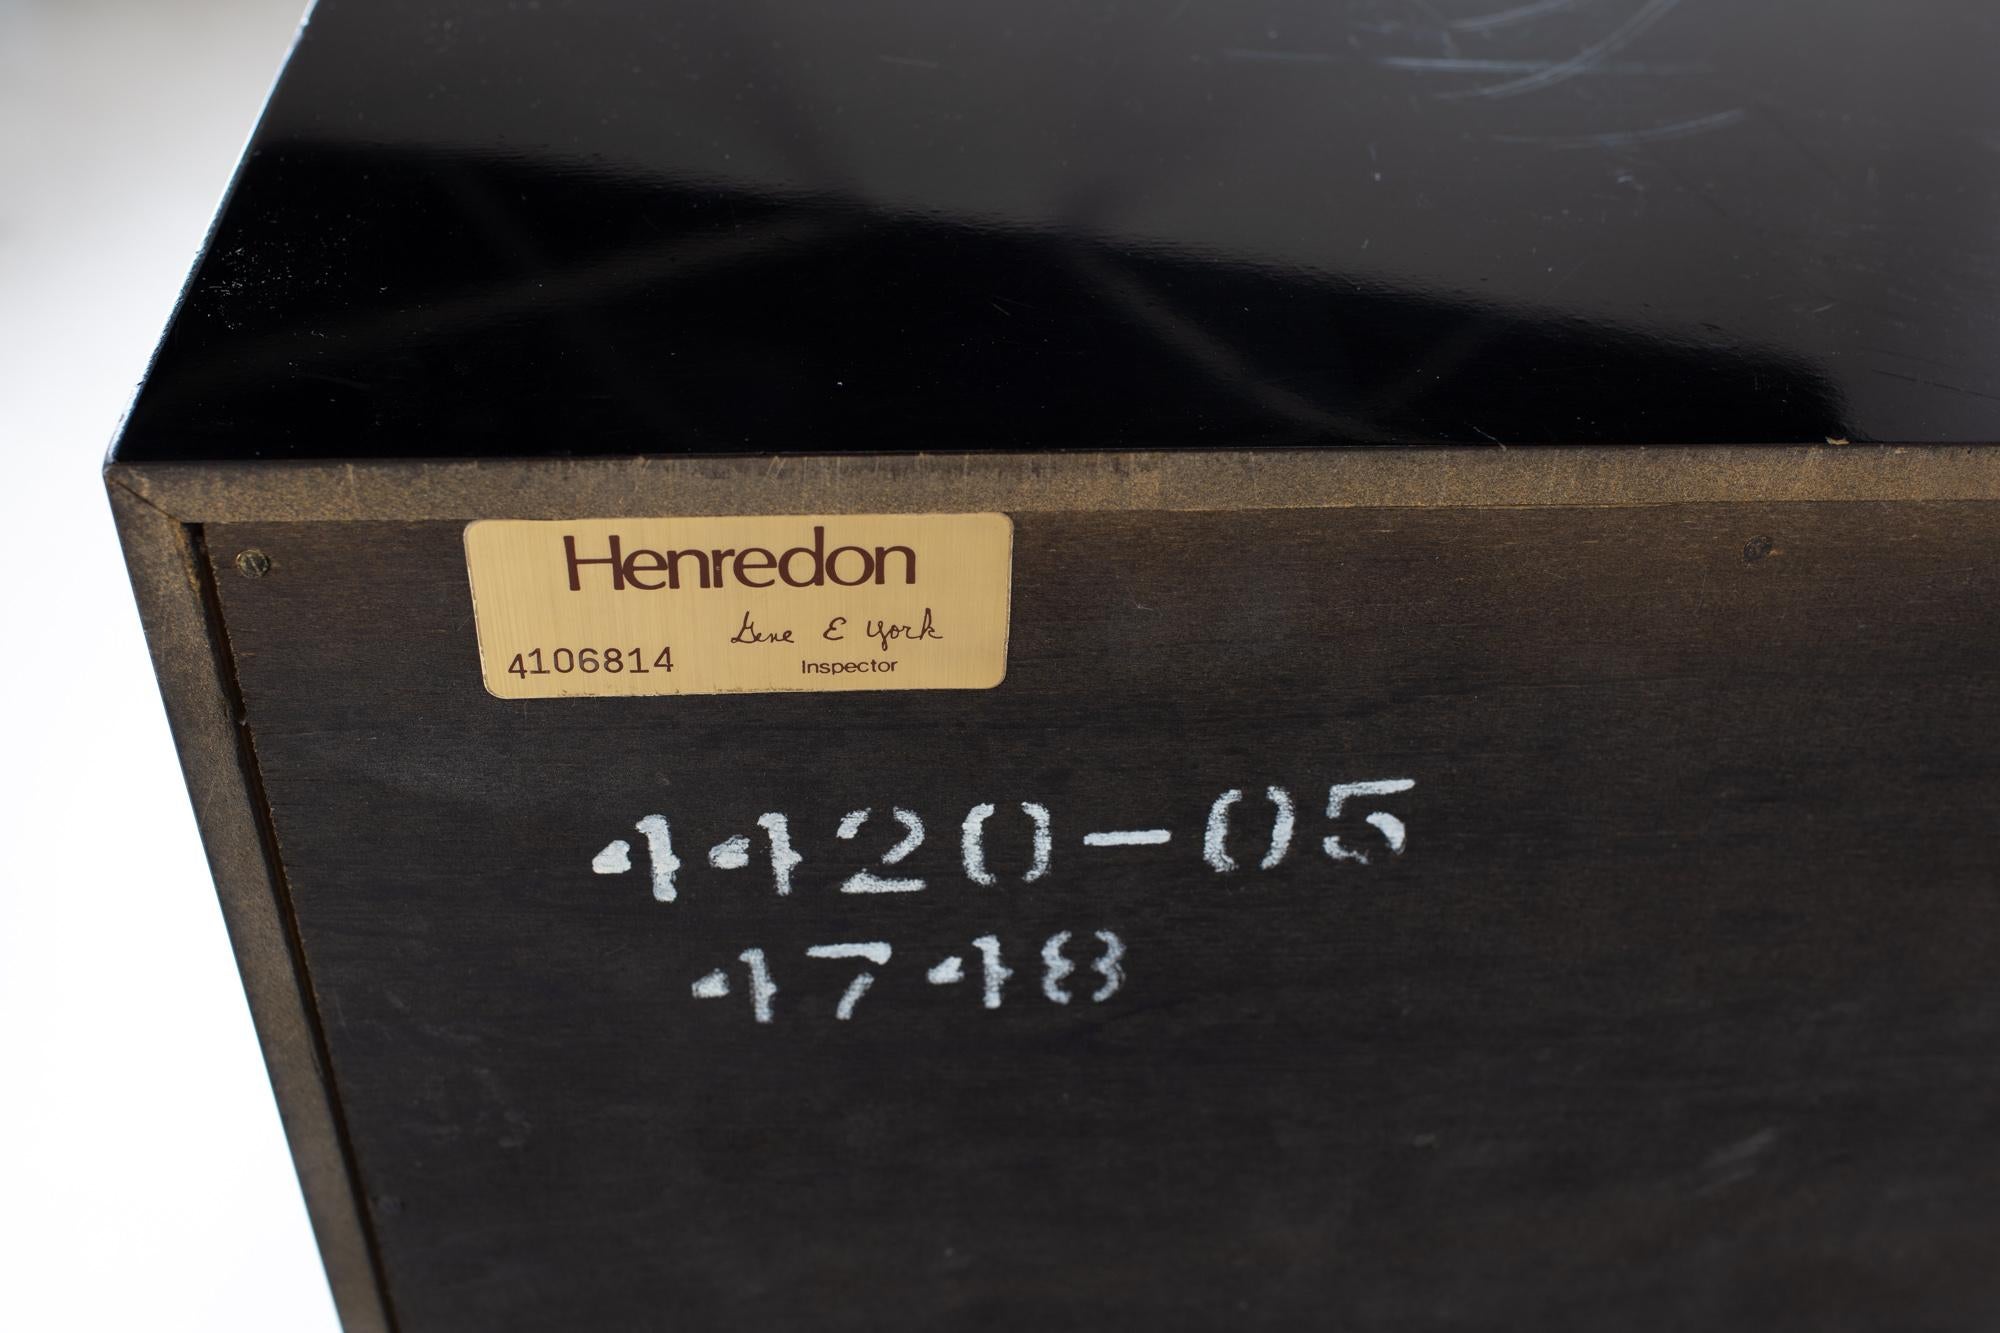 Henredon
Gene E York
4106814 Inspector
4420-05
4748